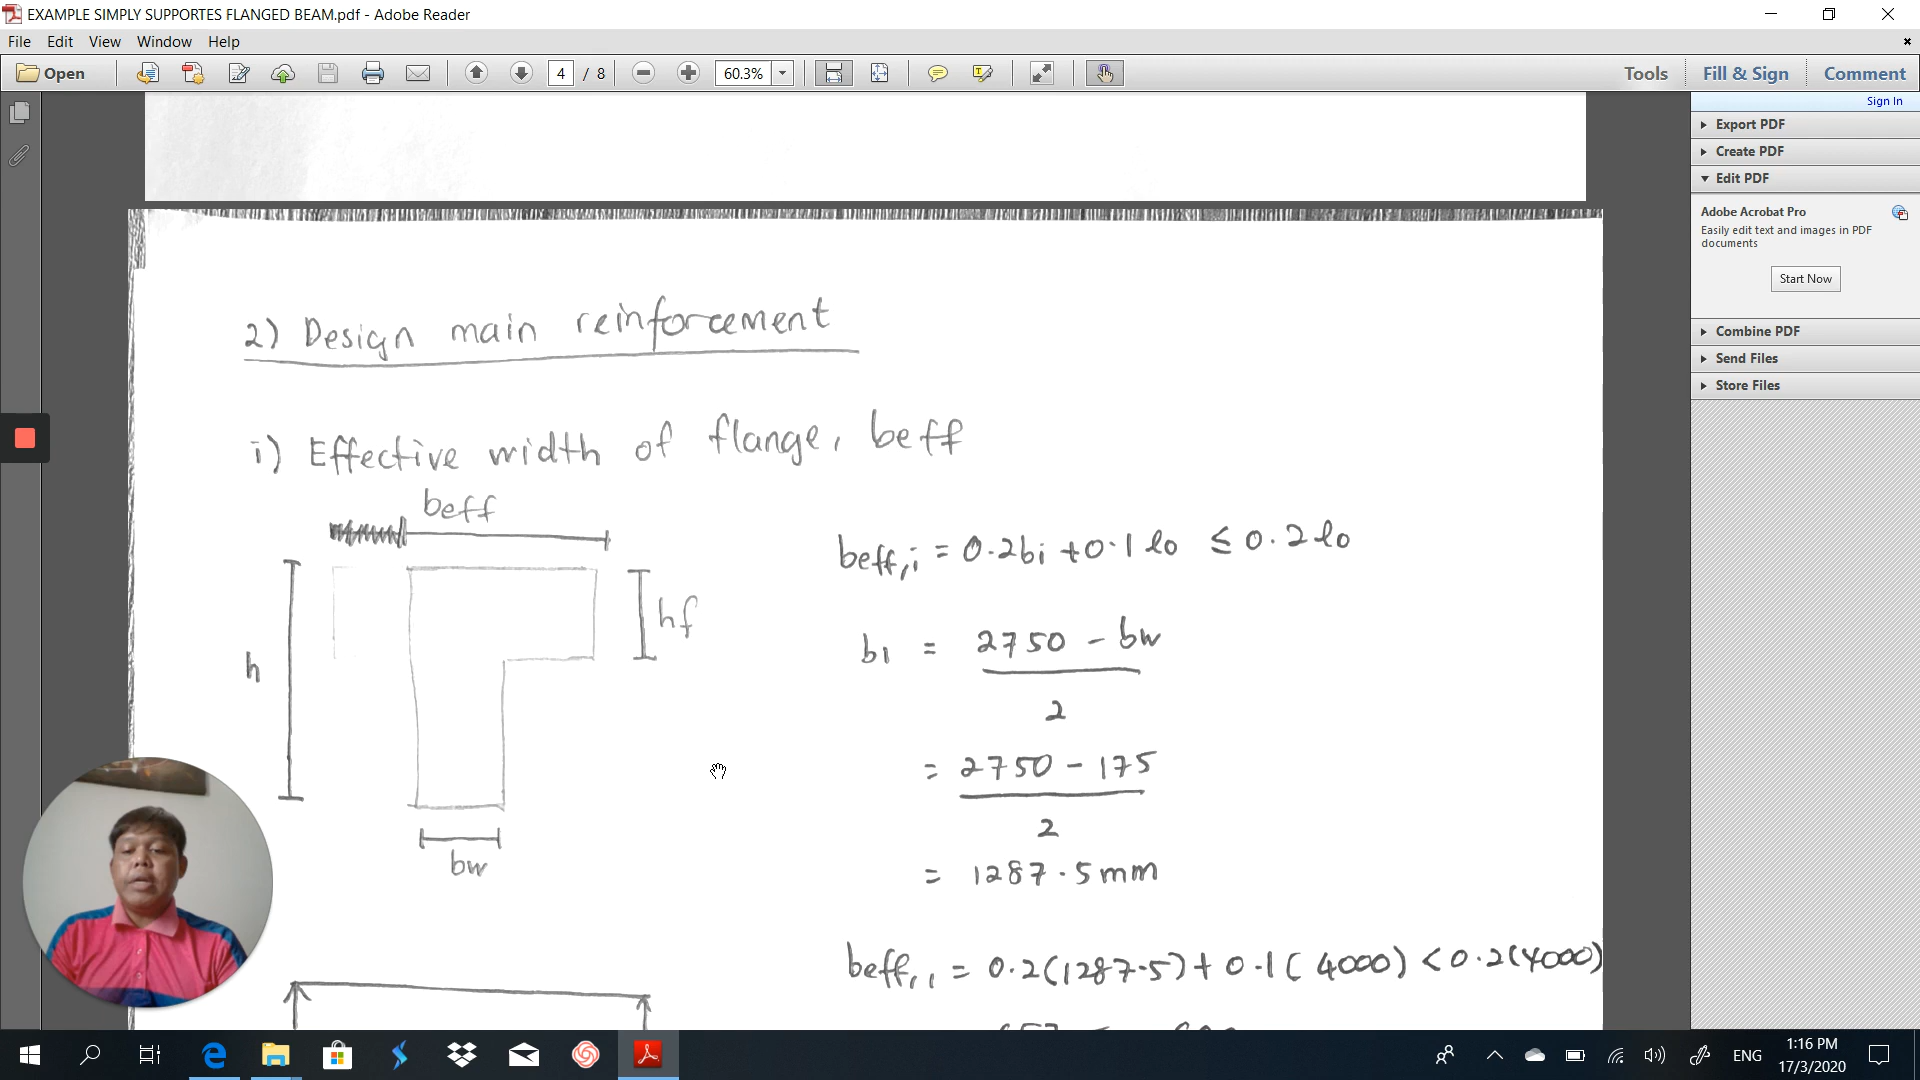 EXAMPLE SIMPLY SUPPORTES FLANGED BEAM.pdf - Adobe Reader
File Edit View Window Help
Open 4 / 8 60.3% Tools Fill & Sign Comment
Sign In
Export PDF
Create PDF
Edit PDF
Adobe Acrobat Pro
Easily edit text and images in PDF
documents
Start Now
Combine PDF
Send Files
Store Files
2) Design main reinforcement
i) Effective width of flange, beff
beff
h
hf
bw
beff,i = 0.2bi + 0.1 lo ≤ 0.2 lo
b1 = 2750 - bw
2
= 2750 - 175
2
= 1287.5mm
beff,1 = 0.2(1287.5) + 0.1(4000) < 0.2(4000)
ENG
1:16 PM
17/3/2020